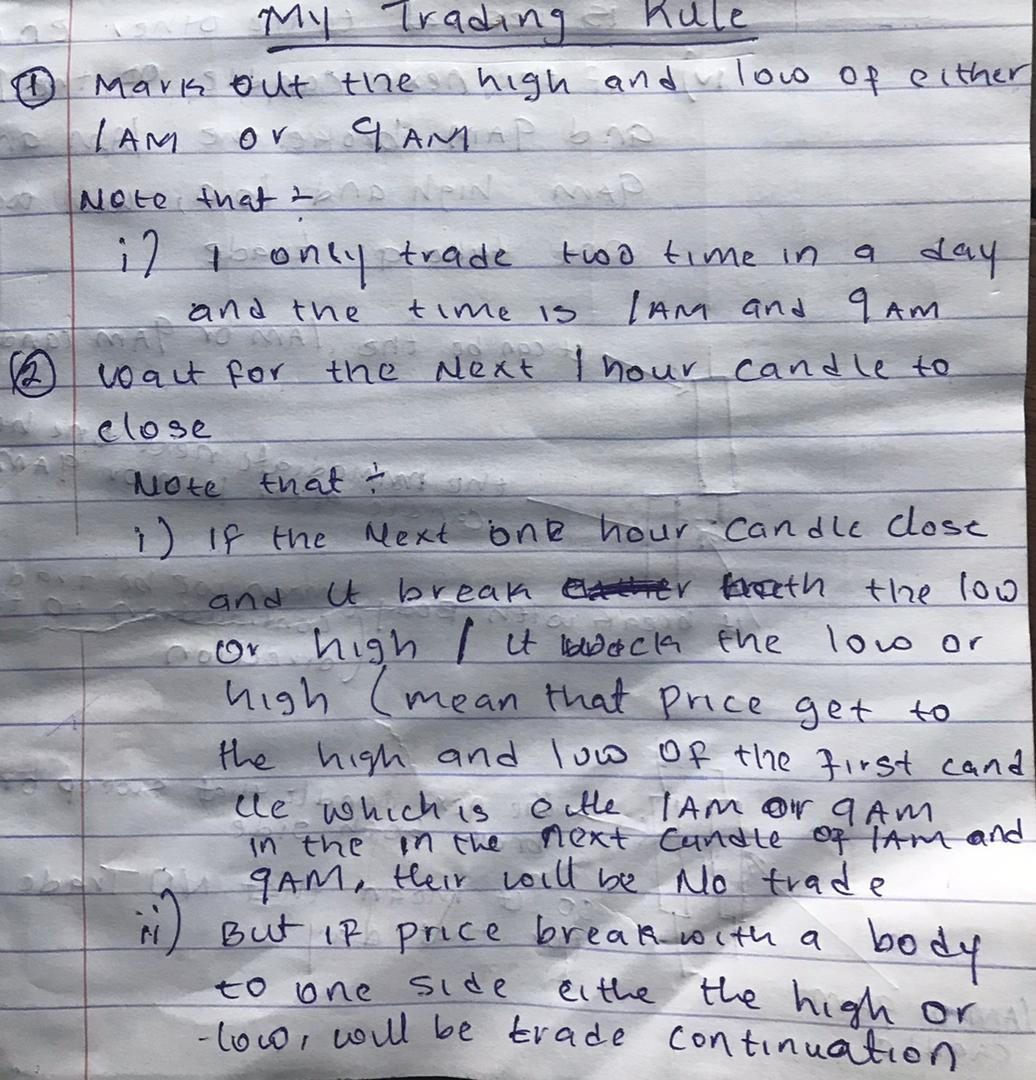 My Trading Rule
① Mark out the high and low of either
1AM or 9AM
Note that :-
i) I only trade two time in a day
and the time is 1AM and 9AM
② wait for the Next 1 hour candle to
close
Note that :-
i) If the Next one hour candle close
and it break the low
or high / it the low or
high (mean that price get to
the high and low of the first cand
lle which is eithe 1AM or 9AM
in the in the next candle of 1AM and
9AM, their will be No trade
ii) But if price break with a body
to one side eithe the high or
-low, will be trade continuation